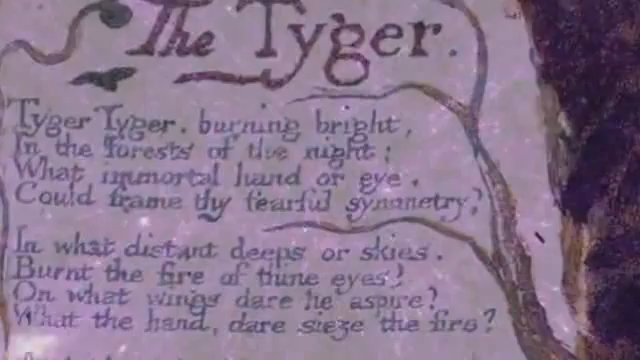 The Tyger.
Tyger Tyger. burning bright,
In the forests of the night;
What immortal hand or eye.
Could frame thy fearful symmetry?
In what distant deeps or skies.
Burnt the fire of thine eyes?
On what wings dare he aspire?
What the hand, dare sieze the fire?